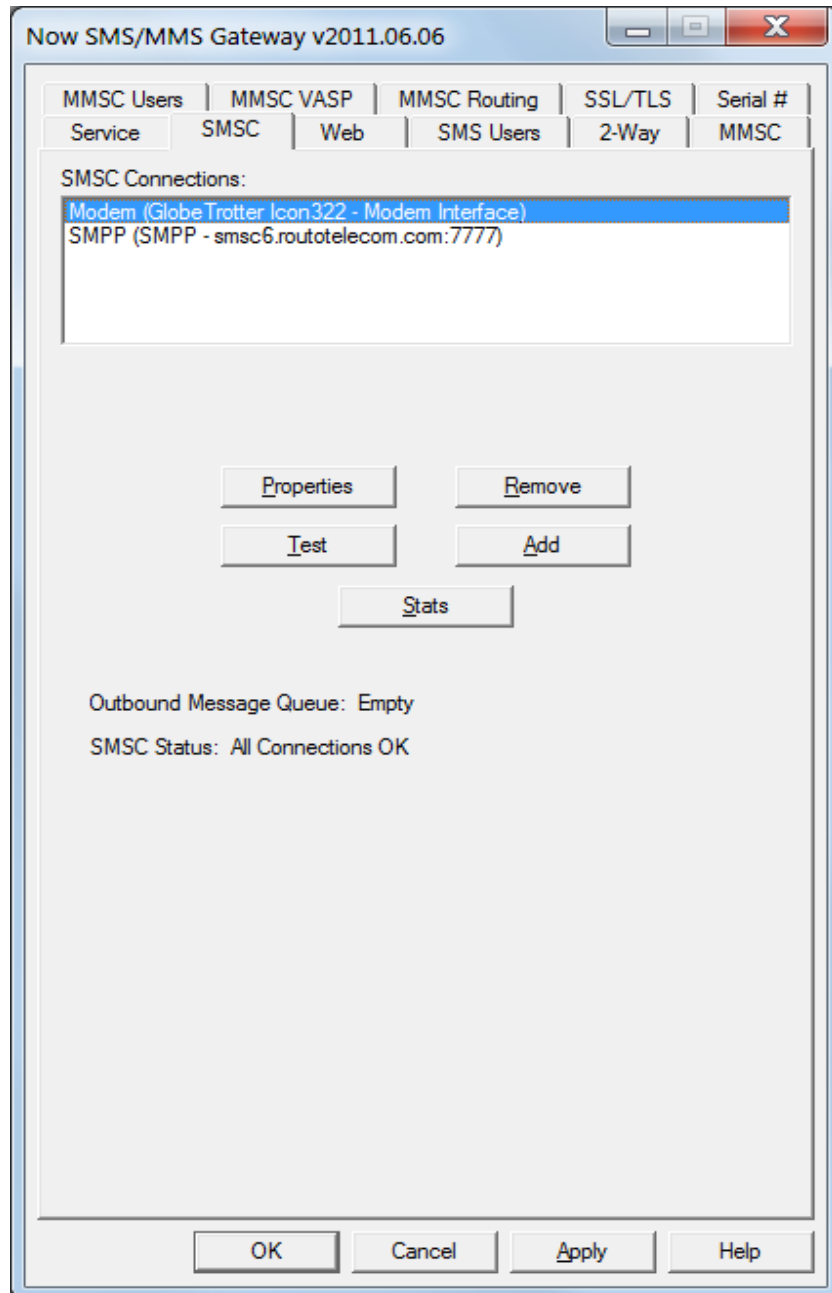 Now SMS/MMS Gateway v2011.06.06
MMSC Users MMSC VASP MMSC Routing SSL/TLS Serial #
Service SMSC Web SMS Users 2-Way MMSC
SMSC Connections:
Modem (GlobeTrotter Icon322 - Modem Interface)
SMPP (SMPP - smsc6.routotelecom.com:7777)
Properties Remove
Test Add
Stats
Outbound Message Queue: Empty
SMSC Status: All Connections OK
OK Cancel Apply Help